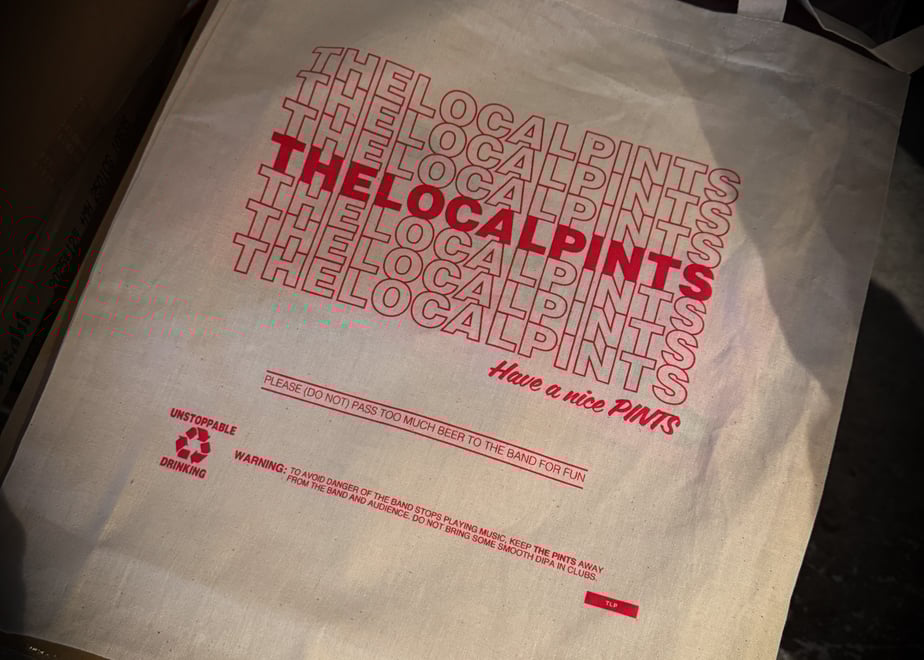 THELOCALPINTS
THELOCALPINTS
THELOCALPINTS
THELOCALPINTS
THELOCALPINTS
THELOCALPINTS
THELOCALPINTS
Have a nice PINTS
PLEASE (DO NOT) PASS TOO MUCH BEER TO THE BAND FOR FUN
UNSTOPPABLE
DRINKING
WARNING: TO AVOID DANGER OF THE BAND STOPS PLAYING MUSIC, KEEP THE PINTS AWAY
FROM THE BAND AND AUDIENCE. DO NOT BRING SOME SMOOTH DIPA IN CLUBS.
TLP